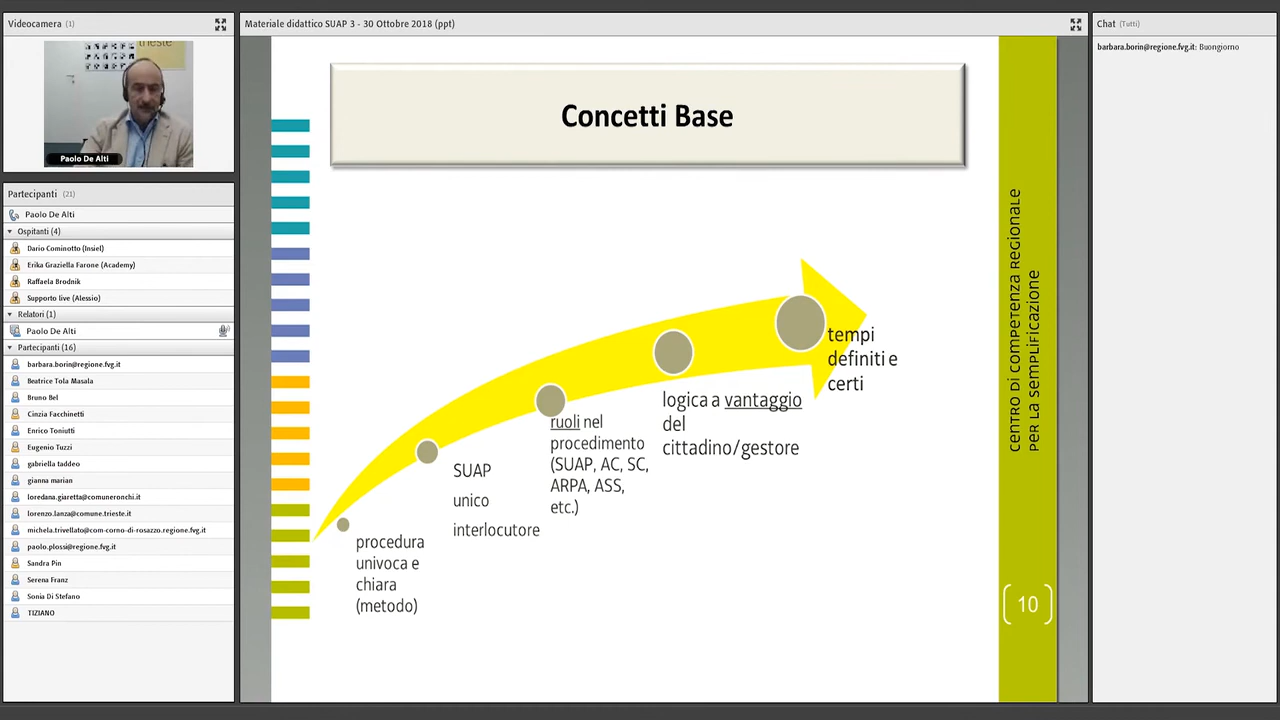 Videocamera (1)
trieste
Paolo De Alti
Partecipanti (21)
Paolo De Alti
Ospitanti (4)
Dario Cominotto (Insiel)
Erika Graziella Farone (Academy)
Raffaela Brodnik
Supporto live (Alessio)
Relatori (1)
Paolo De Alti
Partecipanti (16)
barbara.borin@regione.fvg.it
Beatrice Tola Masala
Bruno Bel
Cinzia Facchinetti
Enrico Toniutti
Eugenio Tuzzi
gabriella taddeo
gianna marian
loredana.giaretta@comuneronchi.it
lorenzo.lanza@comune.trieste.it
michela.trivellato@com-corno-di-rosazzo.regione.fvg.it
paolo.plossi@regione.fvg.it
Sandra Pin
Serena Franz
Sonia Di Stefano
TIZIANO
Materiale didattico SUAP 3 - 30 Ottobre 2018 (ppt)
Concetti Base
procedura
univoca e
chiara
(metodo)
SUAP
unico
interlocutore
ruoli nel
procedimento
(SUAP, AC, SC,
ARPA, ASS,
etc.)
logica a vantaggio
del
cittadino/gestore
tempi
definiti e
certi
CENTRO DI COMPETENZA REGIONALE
PER LA SEMPLIFICAZIONE
10
Chat (Tutti)
barbara.borin@regione.fvg.it: Buongiorno